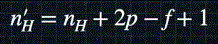 n′_H = n_H + 2p − f + 1